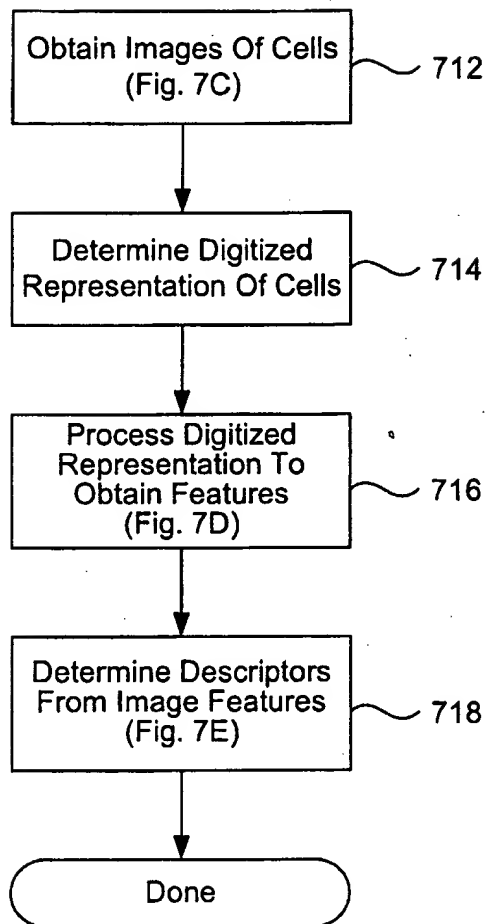 Obtain Images Of Cells
(Fig. 7C)
712
Determine Digitized
Representation Of Cells
714
Process Digitized
Representation To
Obtain Features
(Fig. 7D)
716
Determine Descriptors
From Image Features
(Fig. 7E)
718
Done